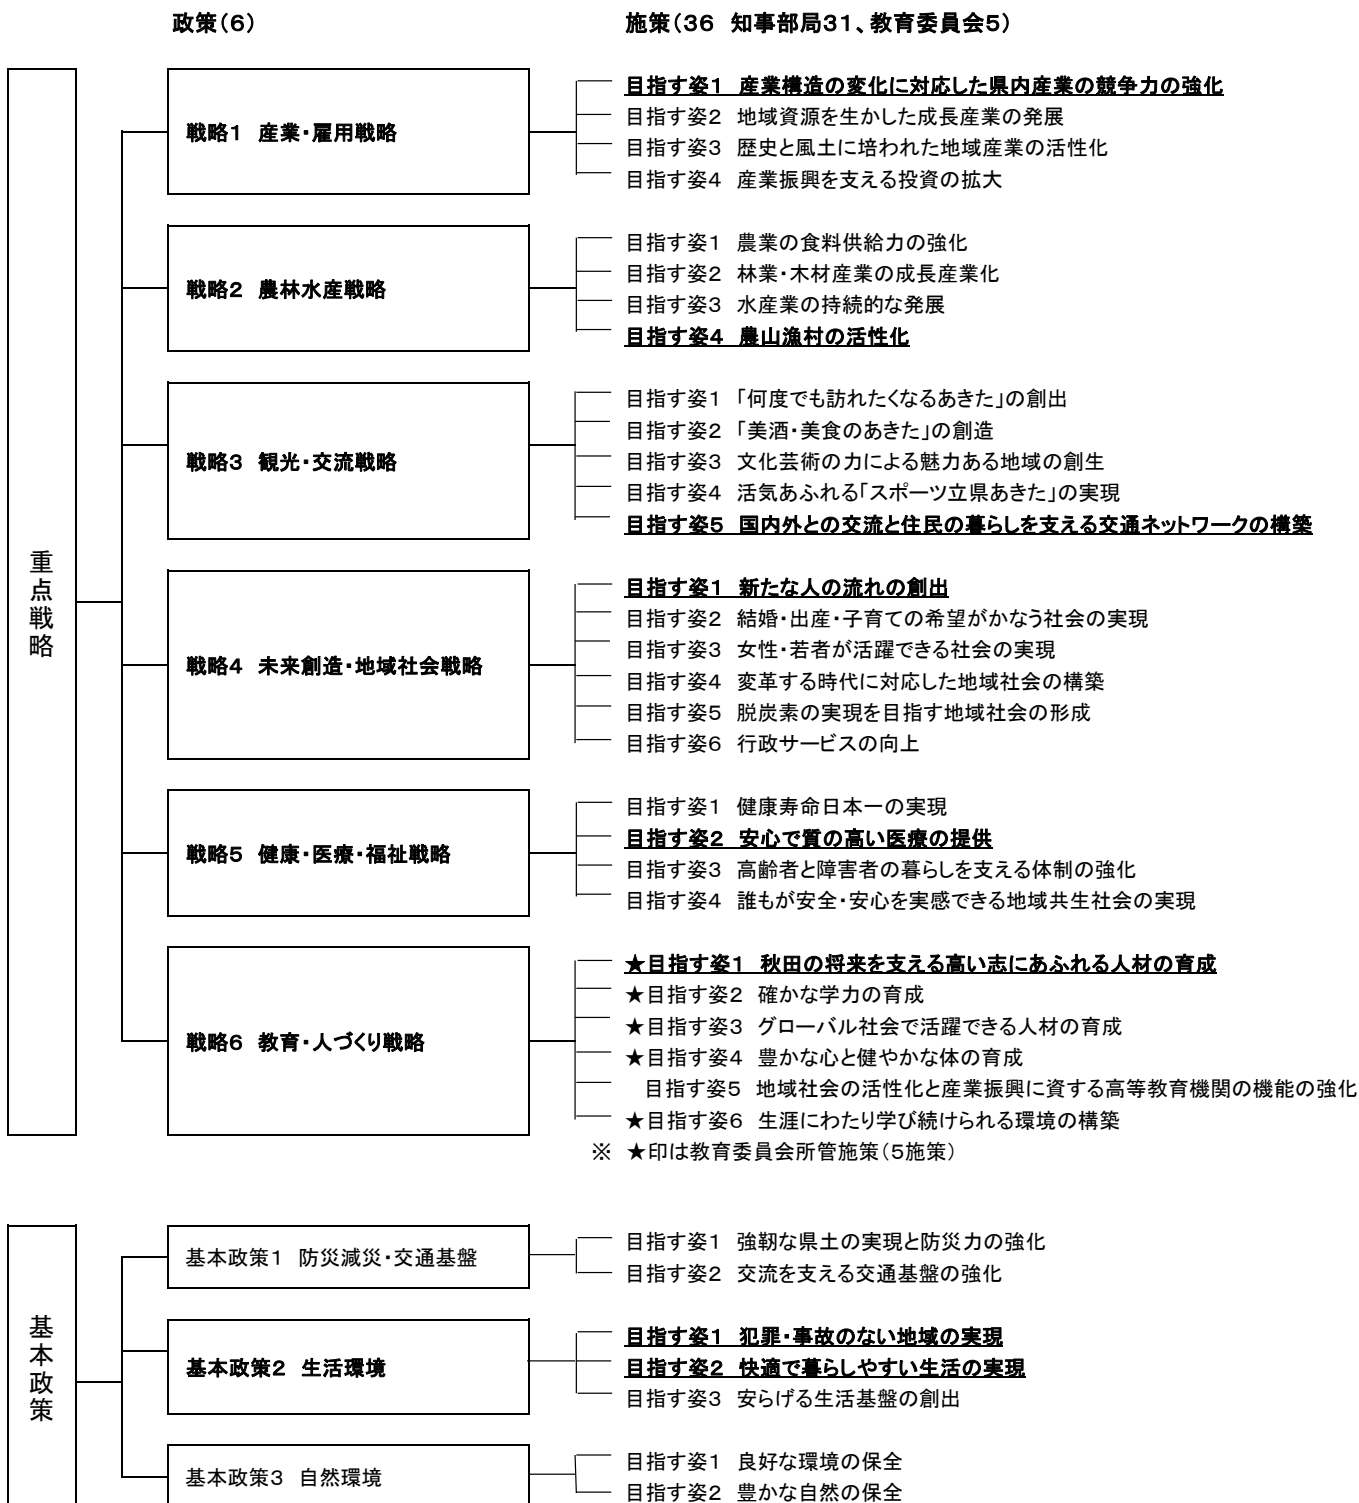 政策（６）　施策（３６　知事部局３１、教育委員会５）
重点戦略
戦略１　産業・雇用戦略
目指す姿１　産業構造の変化に対応した県内産業の競争力の強化
目指す姿２　地域資源を生かした成長産業の発展
目指す姿３　歴史と風土に培われた地域産業の活性化
目指す姿４　産業振興を支える投資の拡大
戦略２　農林水産戦略
目指す姿１　農業の食料供給力の強化
目指す姿２　林業・木材産業の成長産業化
目指す姿３　水産業の持続的な発展
目指す姿４　農山漁村の活性化
戦略３　観光・交流戦略
目指す姿１　「何度でも訪れたくなるあきた」の創出
目指す姿２　「美酒・美食のあきた」の創造
目指す姿３　文化芸術の力による魅力ある地域の創生
目指す姿４　活気あふれる「スポーツ立県あきた」の実現
目指す姿５　国内外との交流と住民の暮らしを支える交通ネットワークの構築
戦略４　未来創造・地域社会戦略
目指す姿１　新たな人の流れの創出
目指す姿２　結婚・出産・子育ての希望がかなう社会の実現
目指す姿３　女性・若者が活躍できる社会の実現
目指す姿４　変革する時代に対応した地域社会の構築
目指す姿５　脱炭素の実現を目指す地域社会の形成
目指す姿６　行政サービスの向上
戦略５　健康・医療・福祉戦略
目指す姿１　健康寿命日本一の実現
目指す姿２　安心で質の高い医療の提供
目指す姿３　高齢者と障害者の暮らしを支える体制の強化
目指す姿４　誰もが安全・安心を実感できる地域共生社会の実現
戦略６　教育・人づくり戦略
★目指す姿１　秋田の将来を支える高い志にあふれる人材の育成
★目指す姿２　確かな学力の育成
★目指す姿３　グローバル社会で活躍できる人材の育成
★目指す姿４　豊かな心と健やかな体の育成
目指す姿５　地域社会の活性化と産業振興に資する高等教育機関の機能の強化
★目指す姿６　生涯にわたり学び続けられる環境の構築
※　★印は教育委員会所管施策（５施策）
基本政策
基本政策１　防災減災・交通基盤
目指す姿１　強靭な県土の実現と防災力の強化
目指す姿２　交流を支える交通基盤の強化
基本政策２　生活環境
目指す姿１　犯罪・事故のない地域の実現
目指す姿２　快適で暮らしやすい生活の実現
目指す姿３　安らげる生活基盤の創出
基本政策３　自然環境
目指す姿１　良好な環境の保全
目指す姿２　豊かな自然の保全